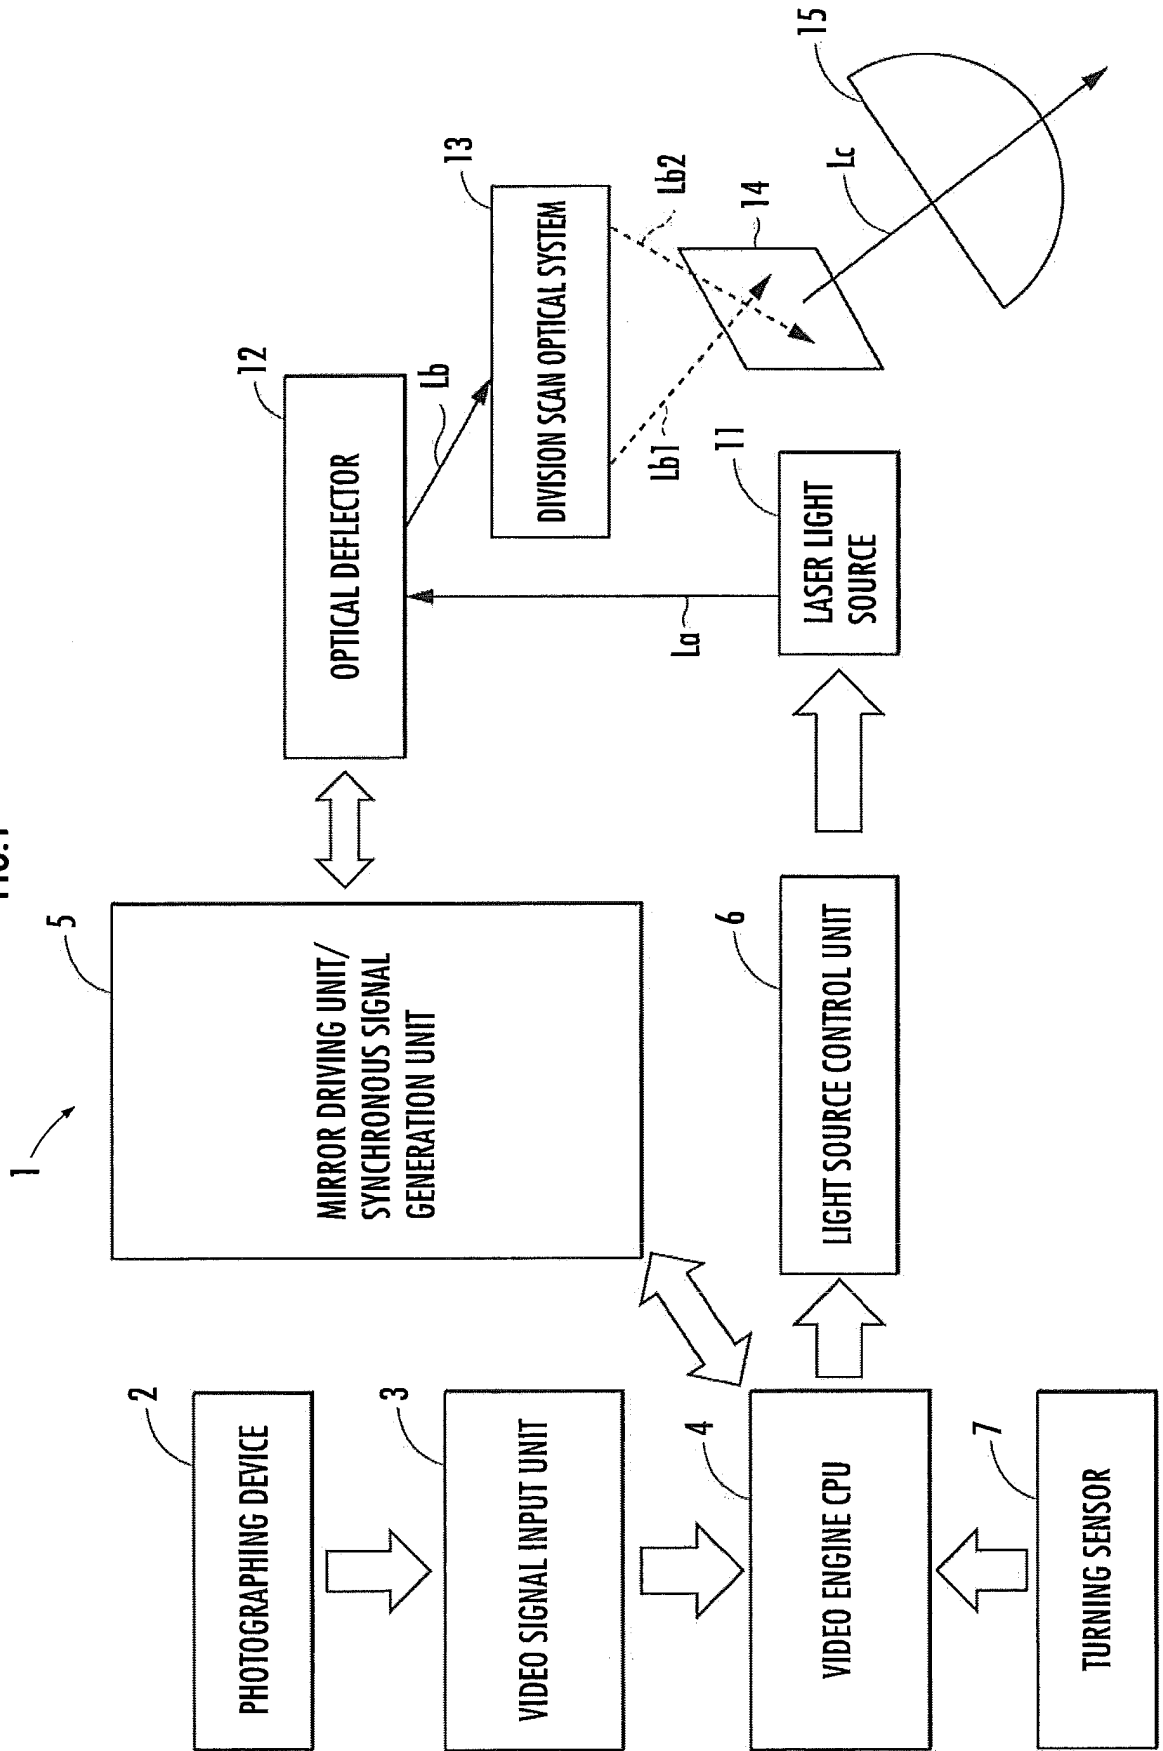 1
2
PHOTOGRAPHING DEVICE
3
VIDEO SIGNAL INPUT UNIT
4
VIDEO ENGINE CPU
7
TURNING SENSOR
5
MIRROR DRIVING UNIT/
SYNCHRONOUS SIGNAL
GENERATION UNIT
6
LIGHT SOURCE CONTROL UNIT
12
OPTICAL DEFLECTOR
Lb
La
11
LASER LIGHT
SOURCE
13
DIVISION SCAN OPTICAL SYSTEM
Lb1
Lb2
14
Lc
15